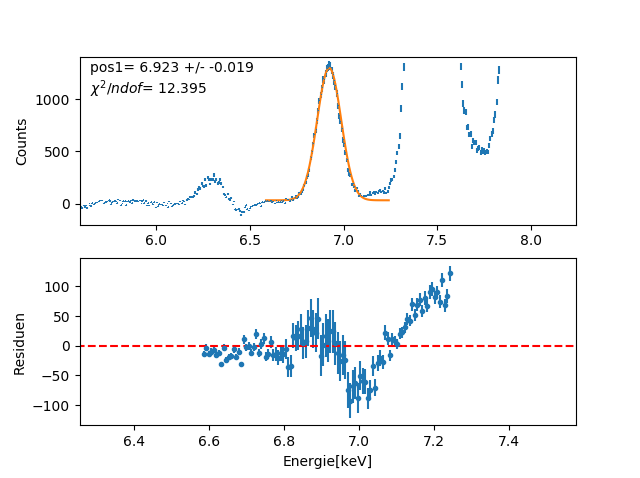 pos1= 6.923 +/- -0.019
χ²/ndof= 12.395
Counts
1000
500
0
6.0 6.5 7.0 7.5 8.0
Residuen
100
50
0
−50
−100
6.4 6.6 6.8 7.0 7.2 7.4
Energie[keV]